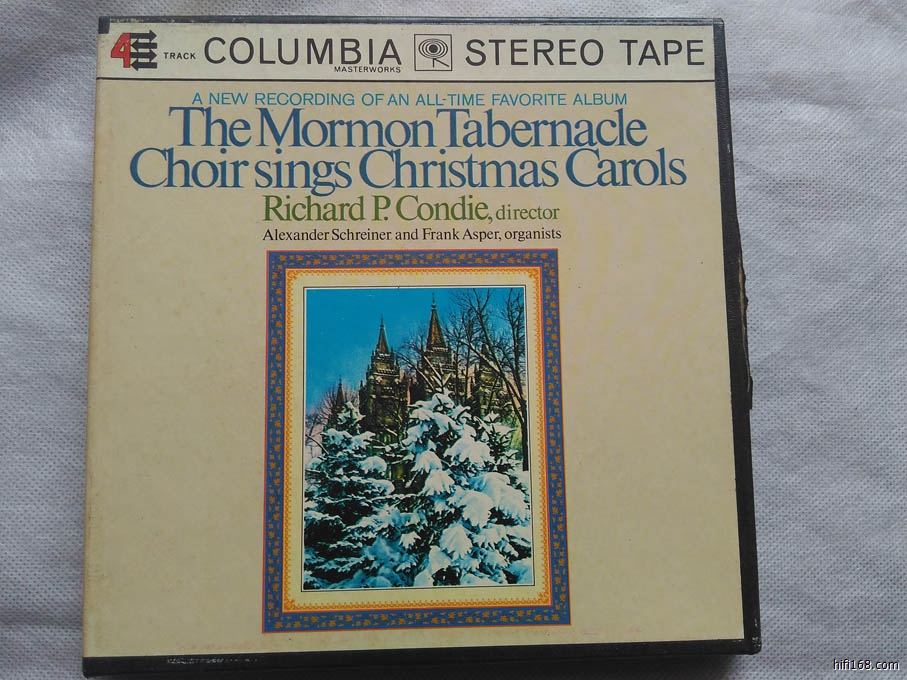 4 TRACK COLUMBIA STEREO TAPE
MASTERWORKS
A NEW RECORDING OF AN ALL-TIME FAVORITE ALBUM
The Mormon Tabernacle
Choir sings Christmas Carols
Richard P. Condie, director
Alexander Schreiner and Frank Asper, organists
hifi168.com